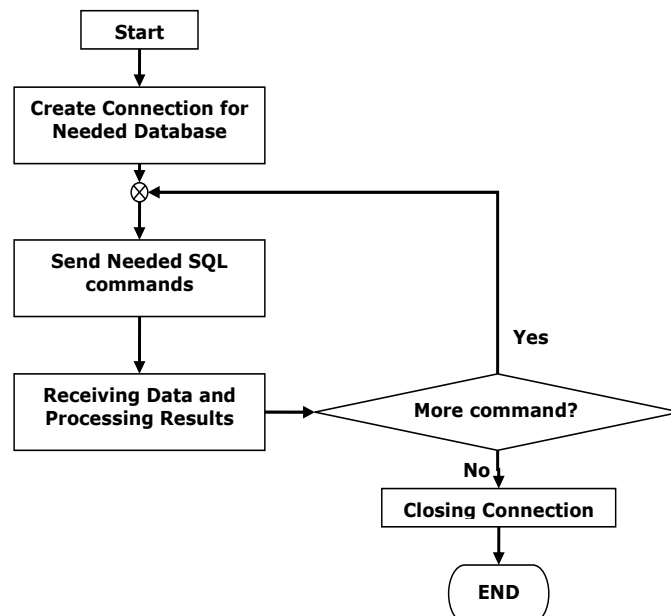 Start
Create Connection for
Needed Database
Send Needed SQL
commands
Yes
Receiving Data and
Processing Results
More command?
No
Closing Connection
END